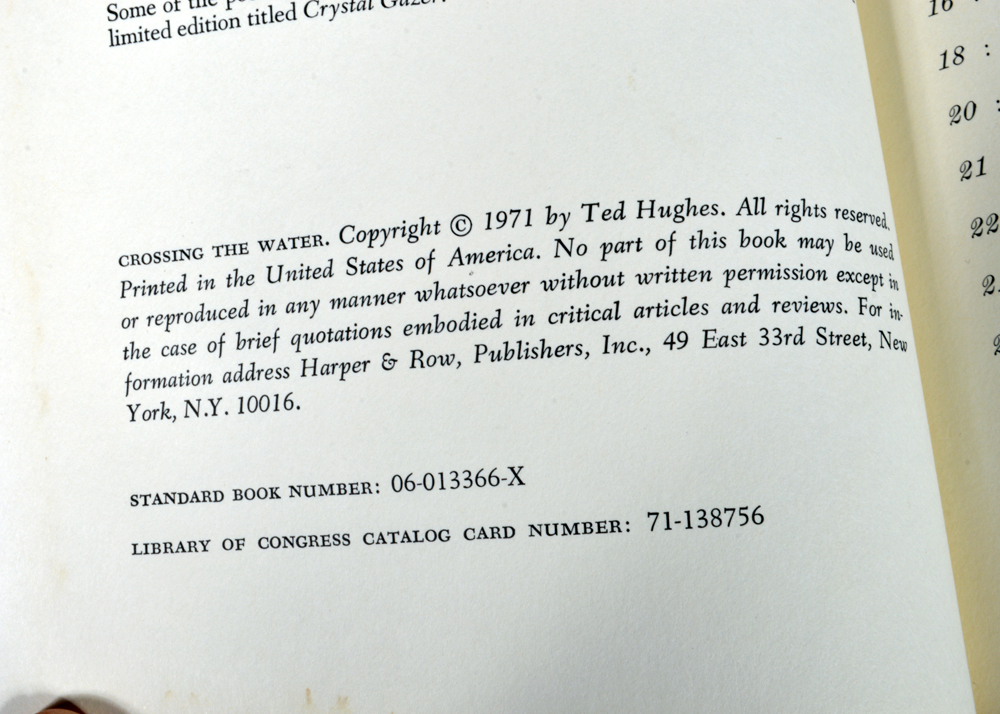 Some of the
limited edition titled Crystal Gazer.
CROSSING THE WATER. Copyright © 1971 by Ted Hughes. All rights reserved.
Printed in the United States of America. No part of this book may be used
or reproduced in any manner whatsoever without written permission except in
the case of brief quotations embodied in critical articles and reviews. For in-
formation address Harper & Row, Publishers, Inc., 49 East 33rd Street, New
York, N.Y. 10016.
STANDARD BOOK NUMBER: 06-013366-X
LIBRARY OF CONGRESS CATALOG CARD NUMBER: 71-138756
16
18 :
20 :
21
22